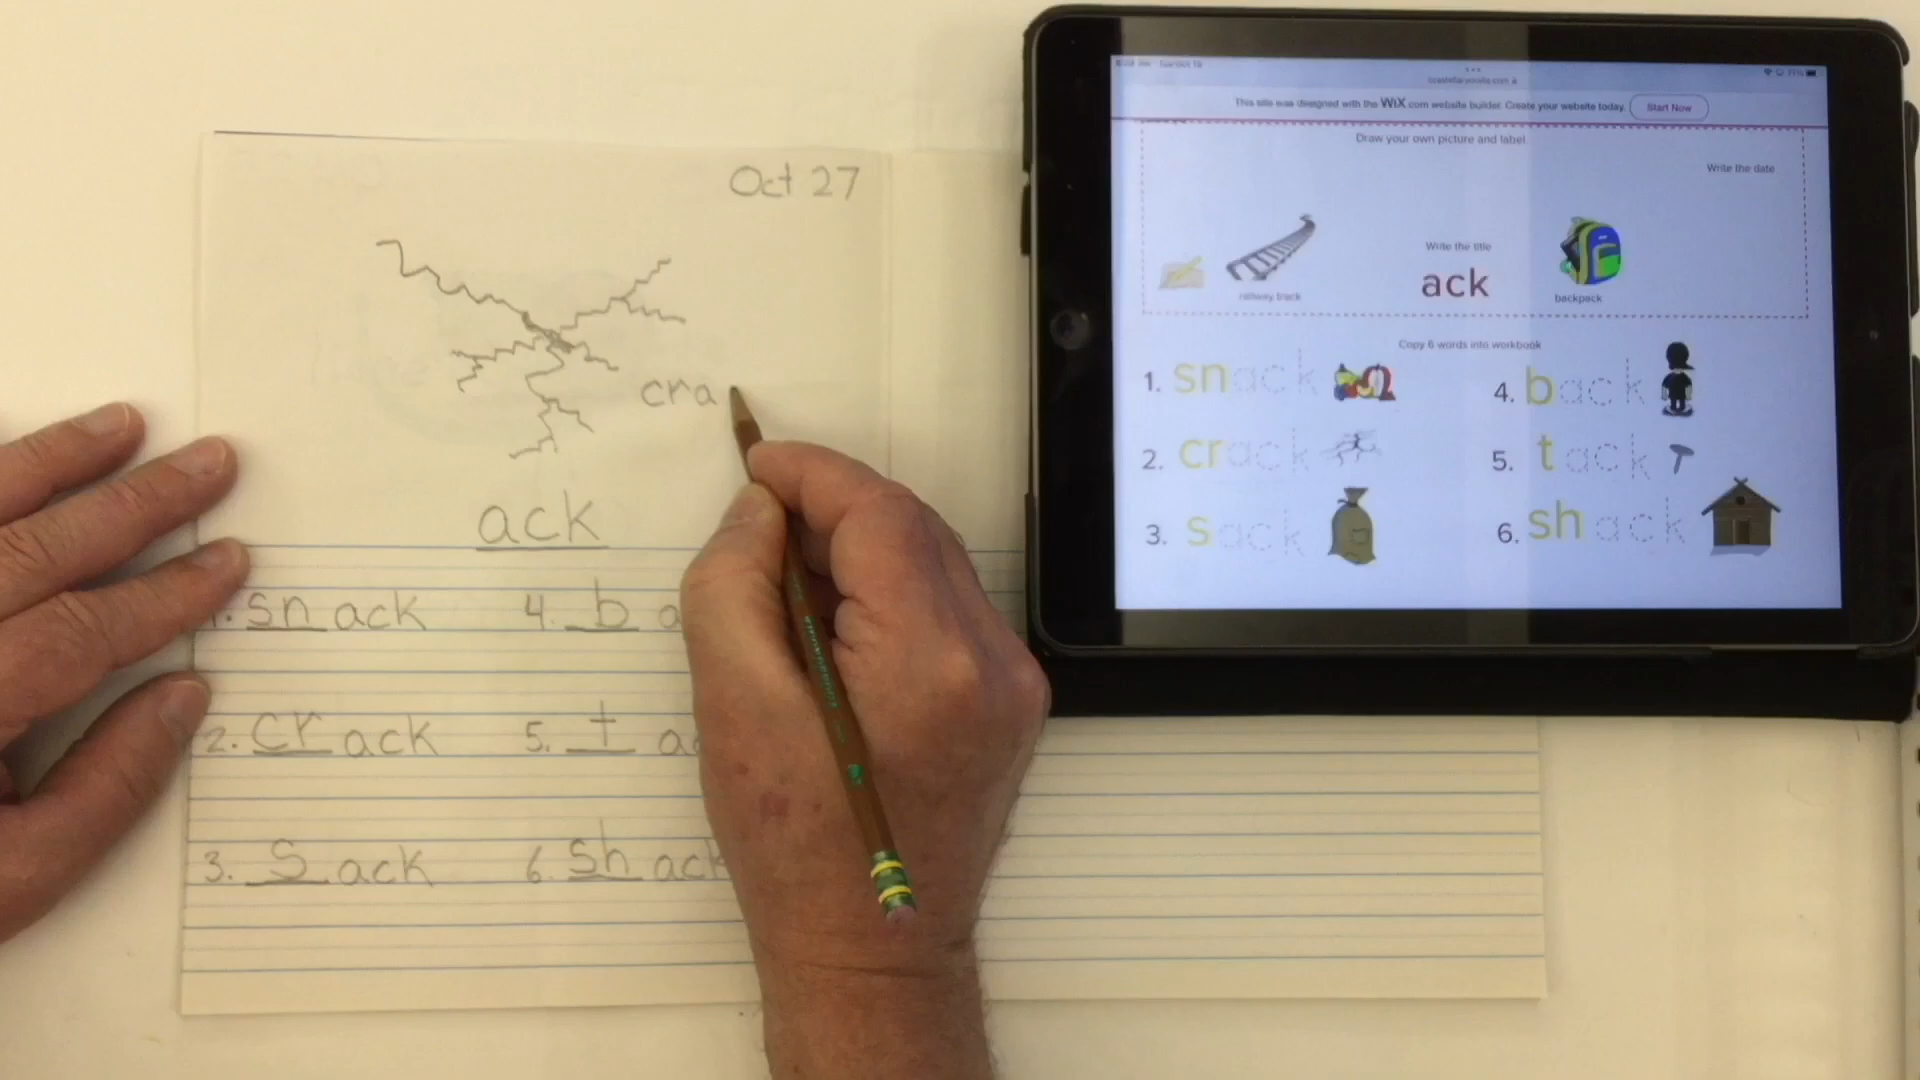 Oct 27
cra
ack
1. sn ack
4. b a
2. cr ack
5. t a
3. s ack
6. sh ack
This site was designed with the WiX.com website builder. Create your website today. Start Now
Draw your own picture and label
Write the date
railway track
Write the title
ack
backpack
Copy 6 words into workbook
1. snack
4. back
2. crack
5. tack
3. sack
6. shack